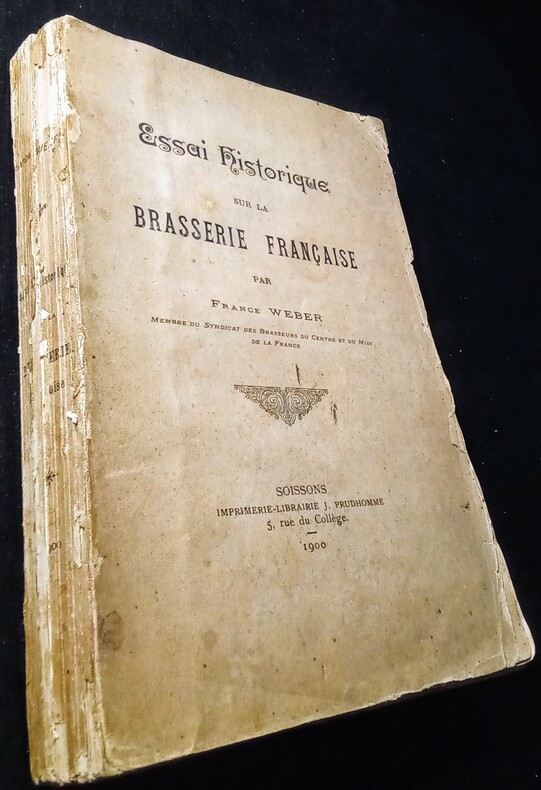 Essai Historique
SUR LA
BRASSERIE FRANÇAISE
PAR
France WEBER
MEMBRE DU SYNDICAT DES BRASSEURS DU CENTRE ET DU MIDI
DE LA FRANCE
SOISSONS
IMPRIMERIE-LIBRAIRIE J. PRUDHOMME
5, rue du Collège.
1900